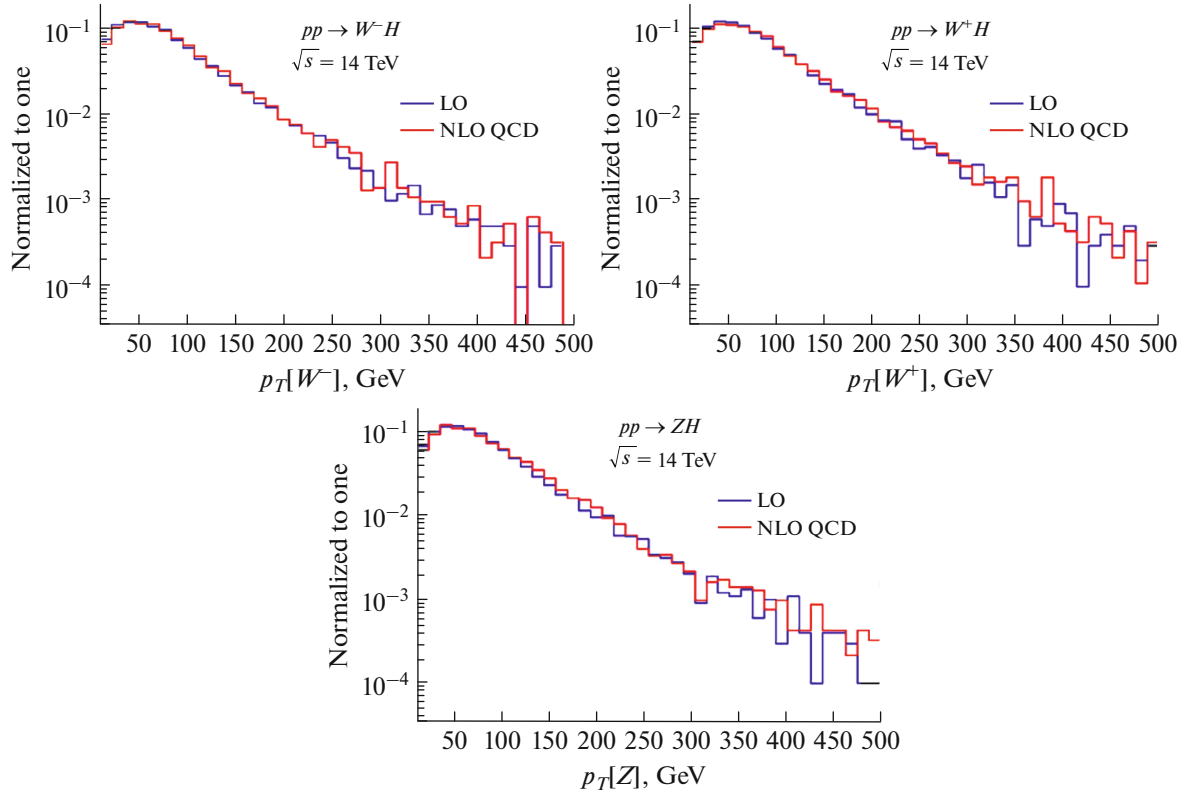 Normalized to one
10⁻¹
10⁻²
10⁻³
10⁻⁴
pp → W⁻H
√s = 14 TeV
LO
NLO QCD
50 100 150 200 250 300 350 400 450 500
p_T[W⁻], GeV
Normalized to one
10⁻¹
10⁻²
10⁻³
10⁻⁴
pp → W⁺H
√s = 14 TeV
LO
NLO QCD
50 100 150 200 250 300 350 400 450 500
p_T[W⁺], GeV
Normalized to one
10⁻¹
10⁻²
10⁻³
10⁻⁴
pp → ZH
√s = 14 TeV
LO
NLO QCD
50 100 150 200 250 300 350 400 450 500
p_T[Z], GeV